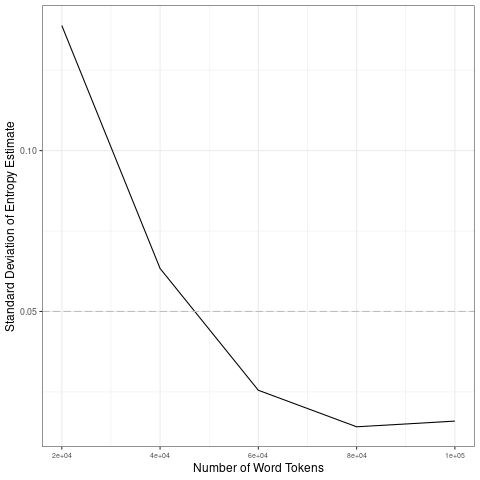 Standard Deviation of Entropy Estimate
0.10
0.05
2e+04 4e+04 6e+04 8e+04 1e+05
Number of Word Tokens